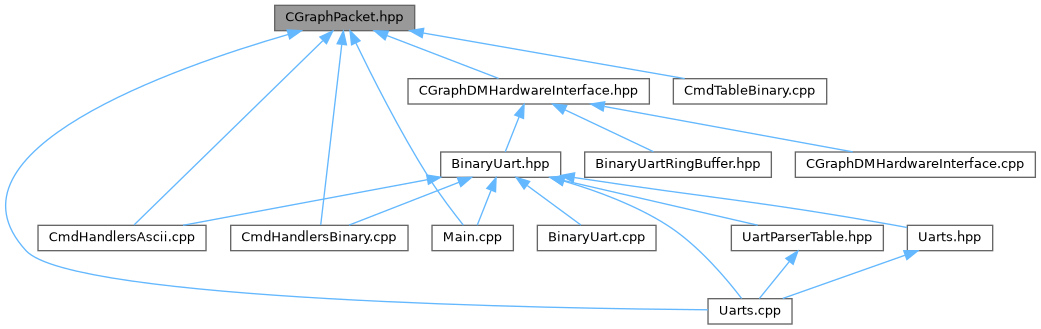 CGraphPacket.hpp
CGraphDMHardwareInterface.hpp
CmdTableBinary.cpp
BinaryUart.hpp
BinaryUartRingBuffer.hpp
CGraphDMHardwareInterface.cpp
CmdHandlersAscii.cpp
CmdHandlersBinary.cpp
Main.cpp
BinaryUart.cpp
UartParserTable.hpp
Uarts.hpp
Uarts.cpp